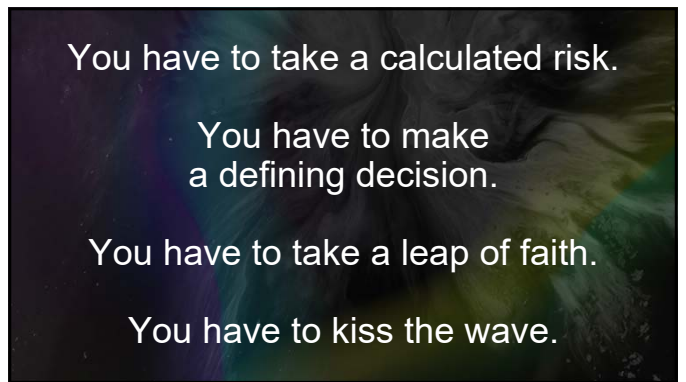 You have to take a calculated risk.
You have to make
a defining decision.
You have to take a leap of faith.
You have to kiss the wave.